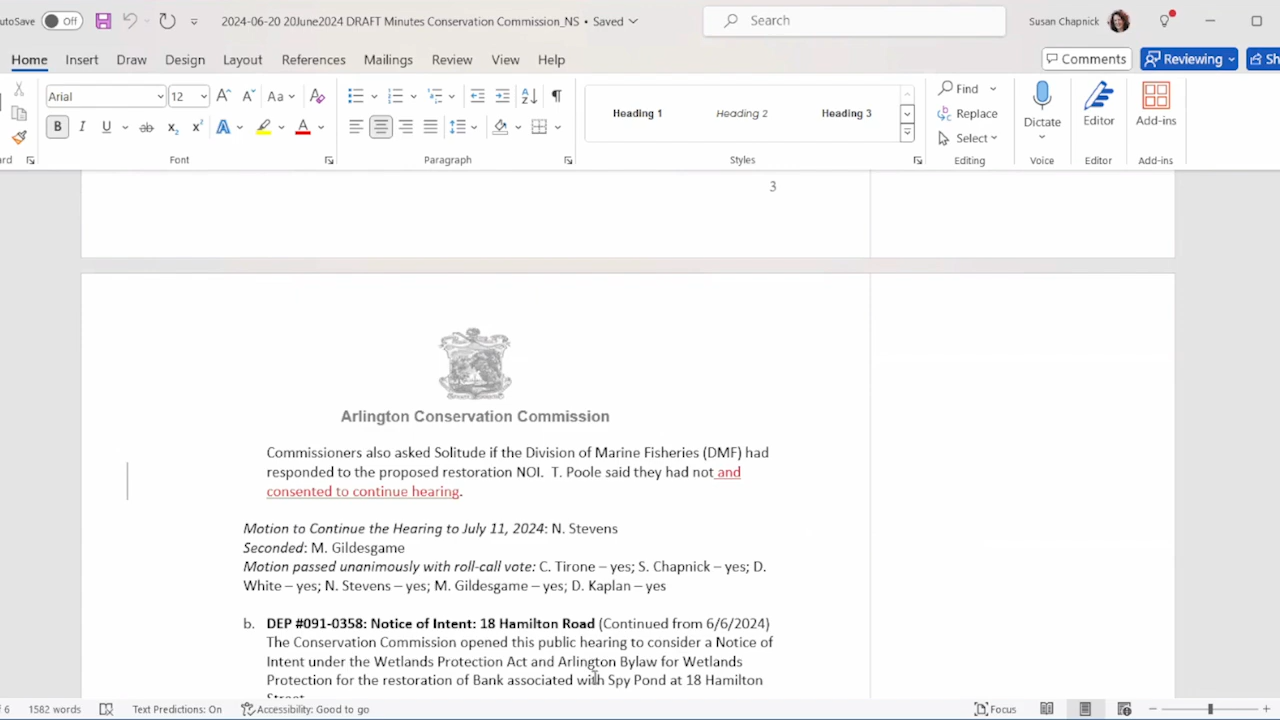 AutoSave Off 2024-06-20 20June2024 DRAFT Minutes Conservation Commission_NS • Saved Search Susan Chapnick
Home Insert Draw Design Layout References Mailings Review View Help Comments Reviewing Sh
Arial 12 Aa Find Heading 1 Heading 2 Heading 3
Replace Dictate Editor Add-ins
B I U ab x₂ x² A A Select
rd Font Paragraph Styles Editing Voice Editor Add-ins
3
Arlington Conservation Commission
Commissioners also asked Solitude if the Division of Marine Fisheries (DMF) had
responded to the proposed restoration NOI. T. Poole said they had not and
consented to continue hearing.
Motion to Continue the Hearing to July 11, 2024: N. Stevens
Seconded: M. Gildesgame
Motion passed unanimously with roll-call vote: C. Tirone – yes; S. Chapnick – yes; D.
White – yes; N. Stevens – yes; M. Gildesgame – yes; D. Kaplan – yes
b. DEP #091-0358: Notice of Intent: 18 Hamilton Road (Continued from 6/6/2024)
The Conservation Commission opened this public hearing to consider a Notice of
Intent under the Wetlands Protection Act and Arlington Bylaw for Wetlands
Protection for the restoration of Bank associated with Spy Pond at 18 Hamilton
Street
f 6 1582 words Text Predictions: On Accessibility: Good to go Focus